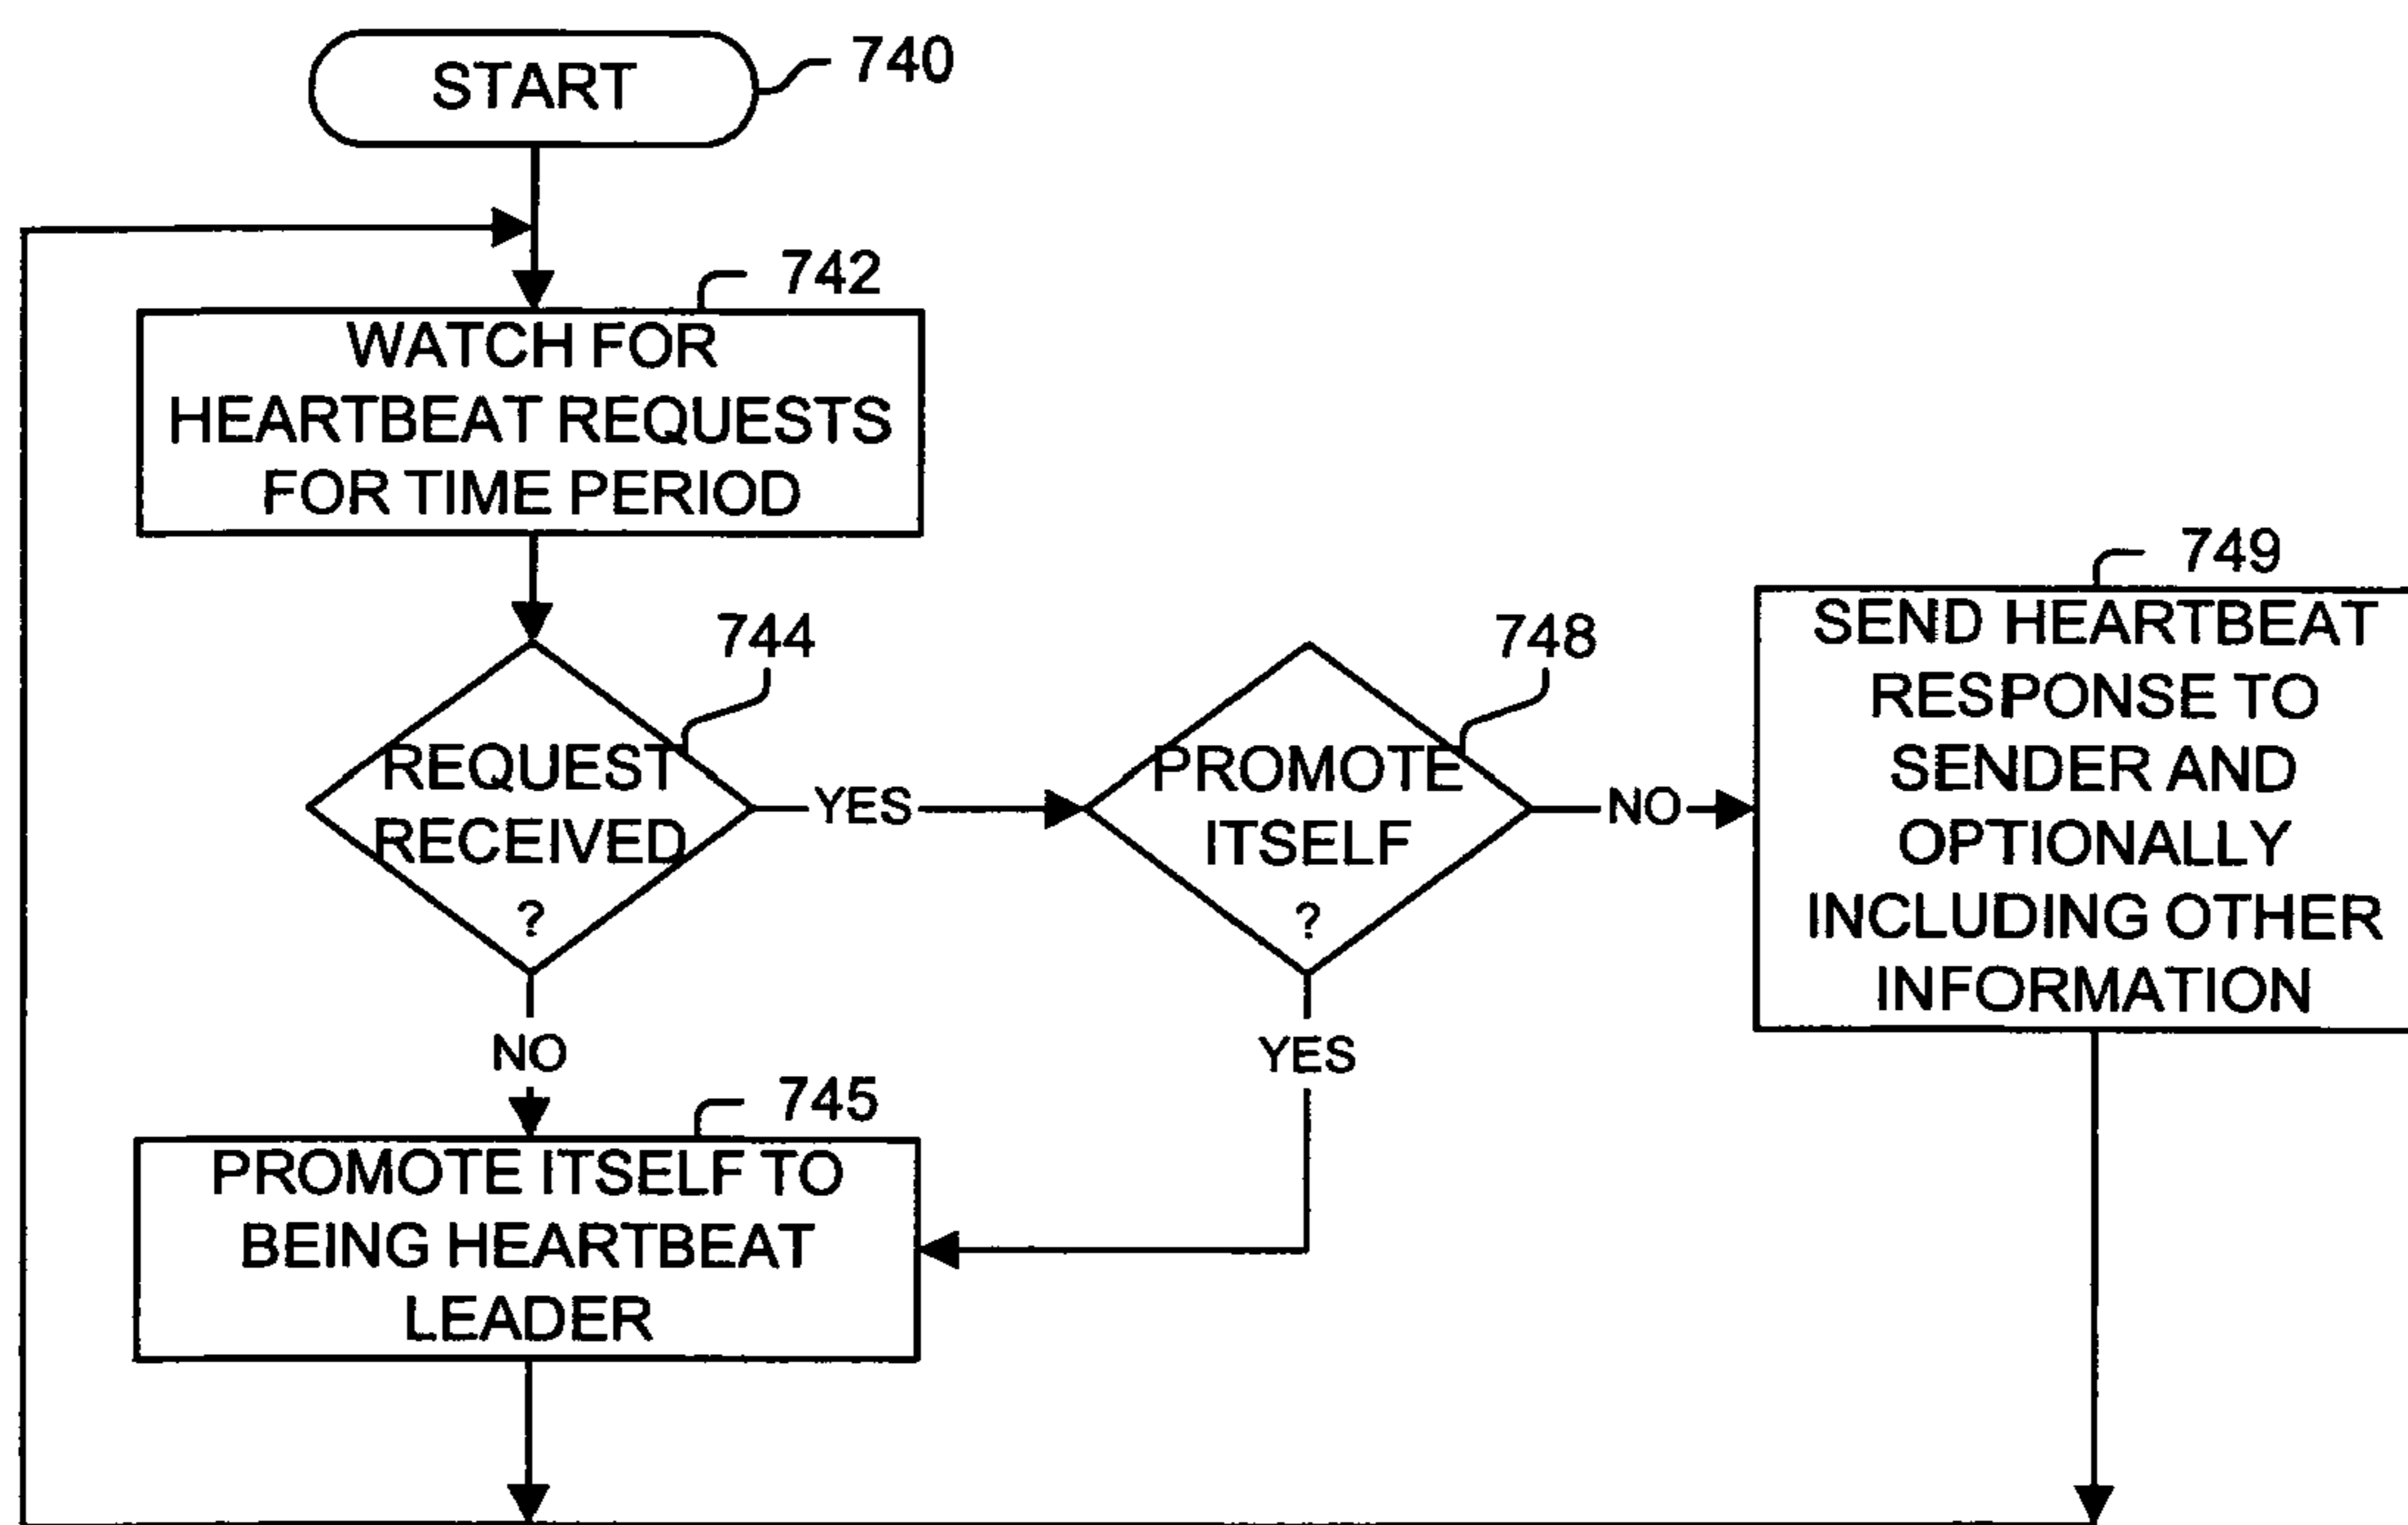 START
740
742
WATCH FOR
HEARTBEAT REQUESTS
FOR TIME PERIOD
744
REQUEST
RECEIVED
?
YES
NO
748
PROMOTE
ITSELF
?
NO
YES
749
SEND HEARTBEAT
RESPONSE TO
SENDER AND
OPTIONALLY
INCLUDING OTHER
INFORMATION
745
PROMOTE ITSELF TO
BEING HEARTBEAT
LEADER